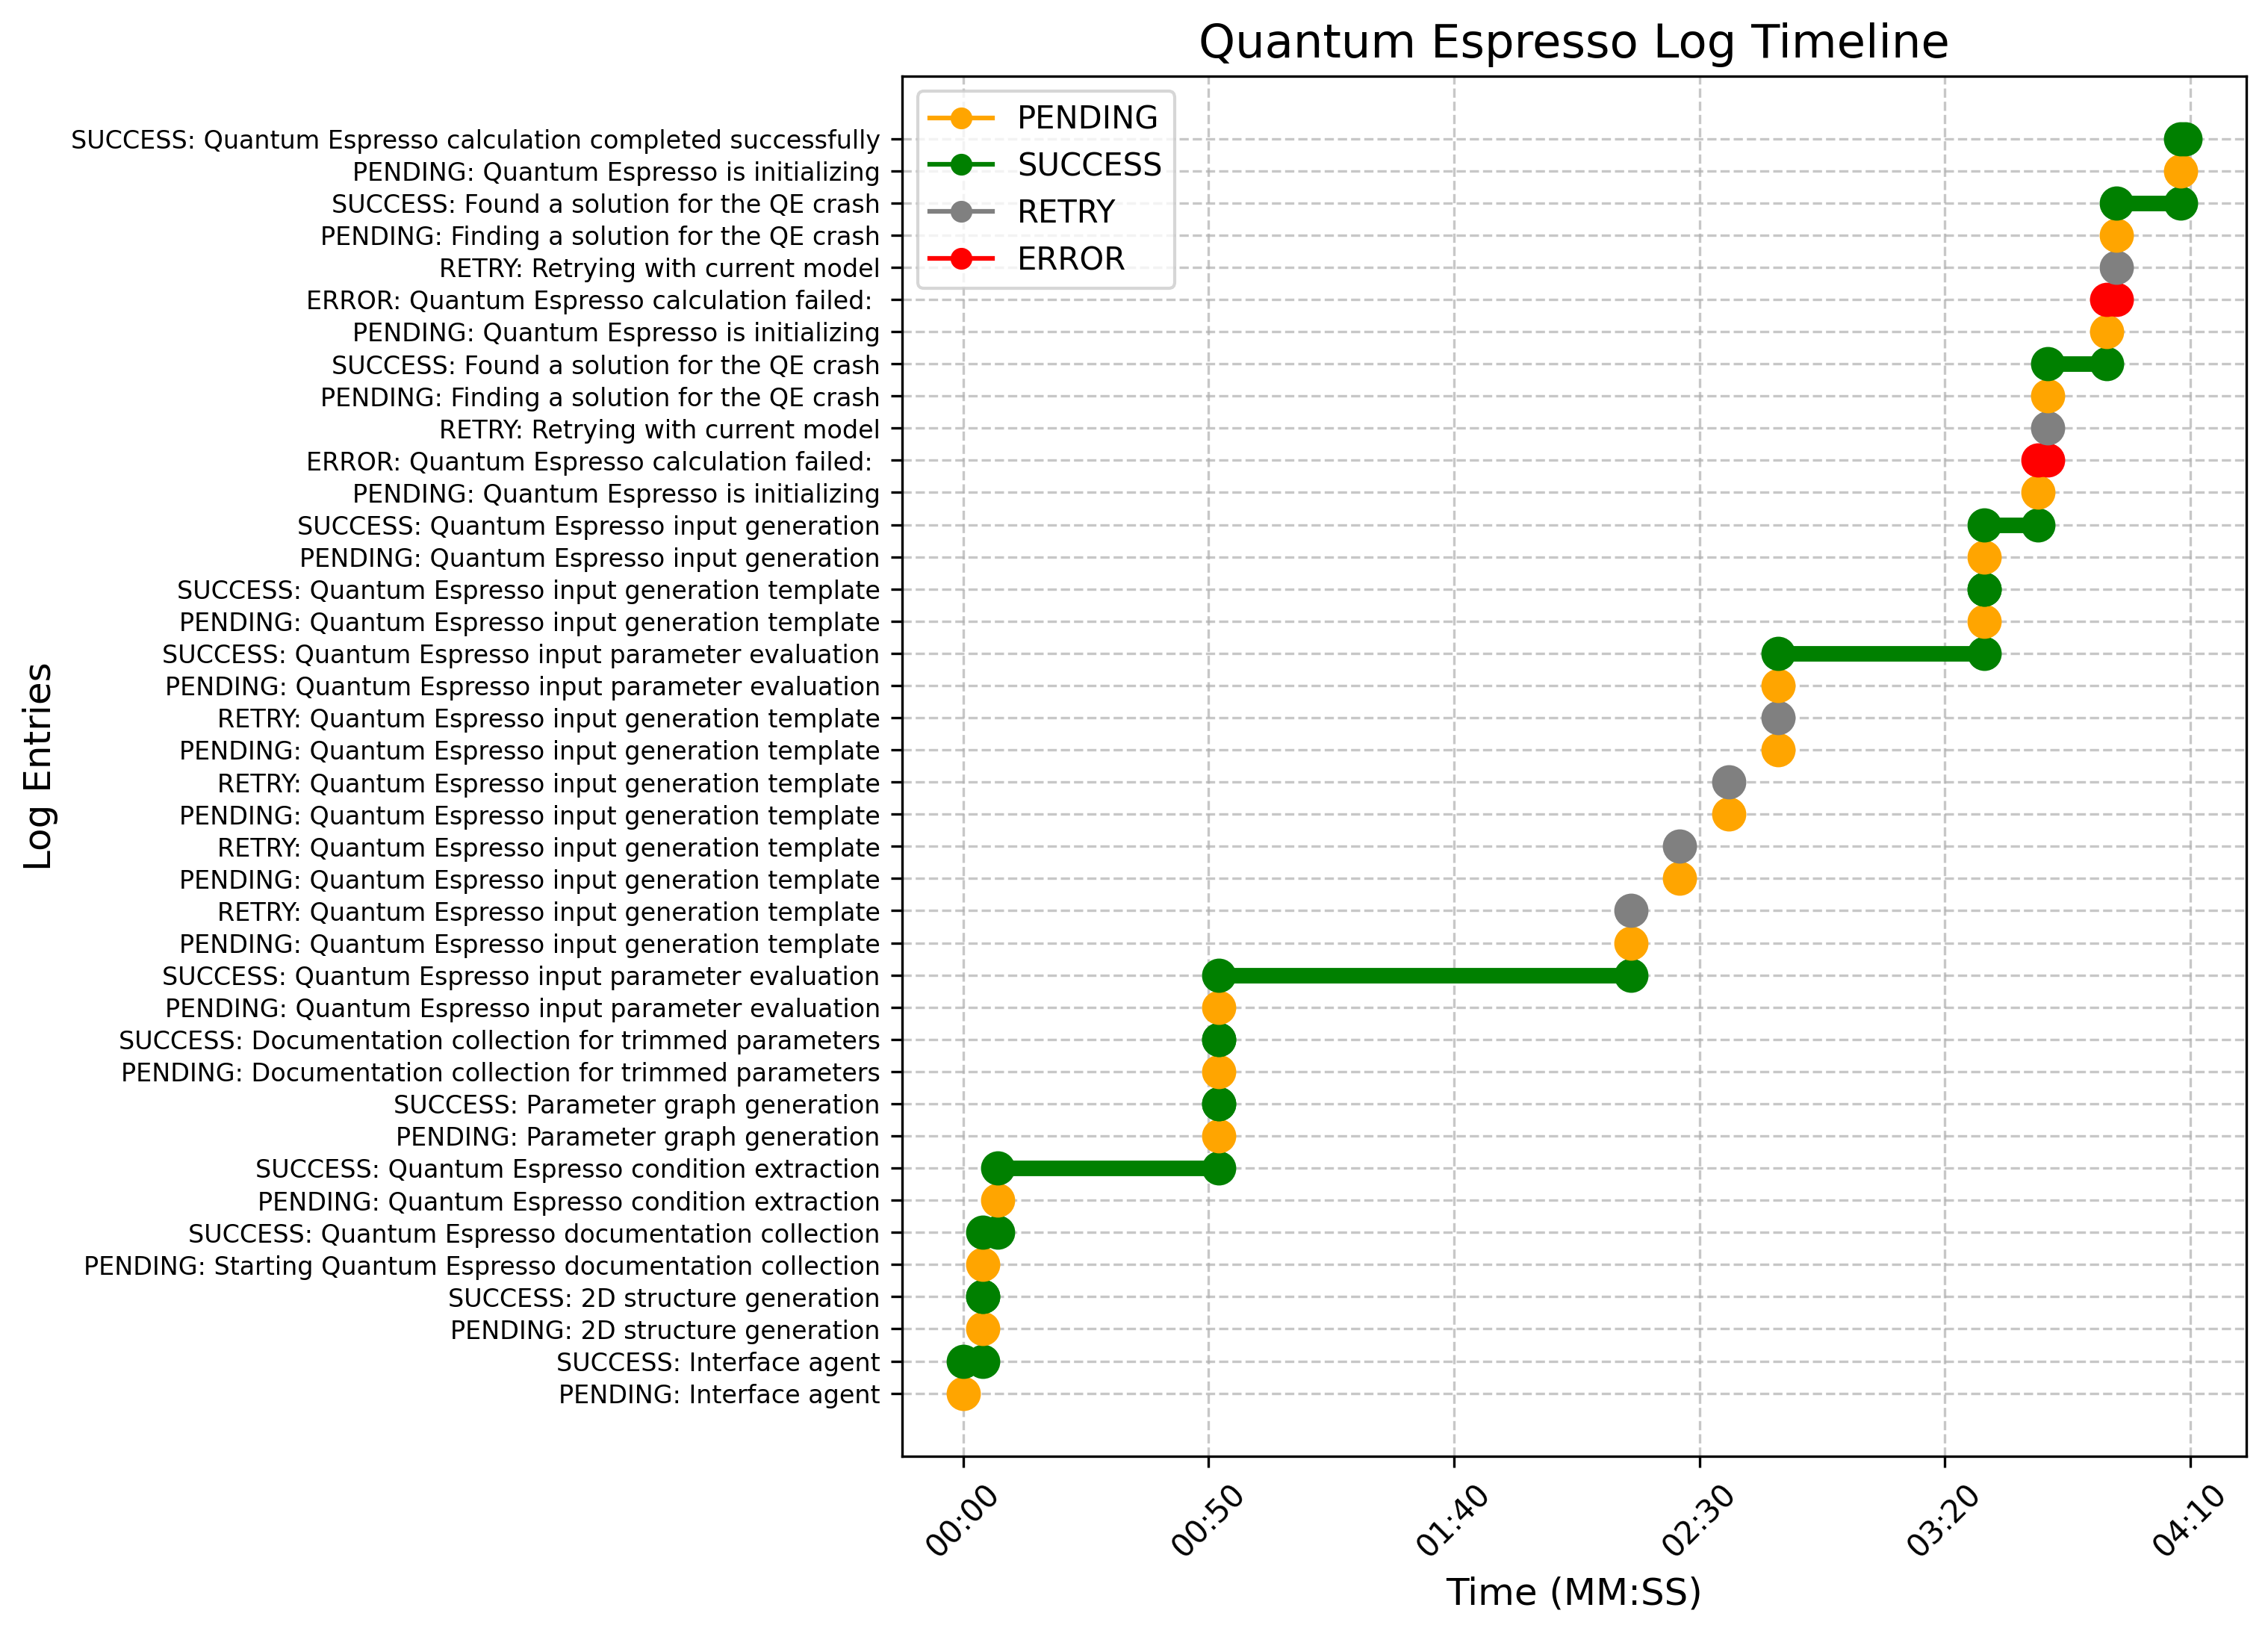 Quantum Espresso Log Timeline
PENDING
SUCCESS
RETRY
ERROR
SUCCESS: Quantum Espresso calculation completed successfully
PENDING: Quantum Espresso is initializing
SUCCESS: Found a solution for the QE crash
PENDING: Finding a solution for the QE crash
RETRY: Retrying with current model
ERROR: Quantum Espresso calculation failed:
PENDING: Quantum Espresso is initializing
SUCCESS: Found a solution for the QE crash
PENDING: Finding a solution for the QE crash
RETRY: Retrying with current model
ERROR: Quantum Espresso calculation failed:
PENDING: Quantum Espresso is initializing
SUCCESS: Quantum Espresso input generation
PENDING: Quantum Espresso input generation
SUCCESS: Quantum Espresso input generation template
PENDING: Quantum Espresso input generation template
SUCCESS: Quantum Espresso input parameter evaluation
PENDING: Quantum Espresso input parameter evaluation
RETRY: Quantum Espresso input generation template
PENDING: Quantum Espresso input generation template
RETRY: Quantum Espresso input generation template
PENDING: Quantum Espresso input generation template
RETRY: Quantum Espresso input generation template
PENDING: Quantum Espresso input generation template
RETRY: Quantum Espresso input generation template
PENDING: Quantum Espresso input generation template
SUCCESS: Quantum Espresso input parameter evaluation
PENDING: Quantum Espresso input parameter evaluation
SUCCESS: Documentation collection for trimmed parameters
PENDING: Documentation collection for trimmed parameters
SUCCESS: Parameter graph generation
PENDING: Parameter graph generation
SUCCESS: Quantum Espresso condition extraction
PENDING: Quantum Espresso condition extraction
SUCCESS: Quantum Espresso documentation collection
PENDING: Starting Quantum Espresso documentation collection
SUCCESS: 2D structure generation
PENDING: 2D structure generation
SUCCESS: Interface agent
PENDING: Interface agent
Log Entries
00:00
00:50
01:40
02:30
03:20
04:10
Time (MM:SS)